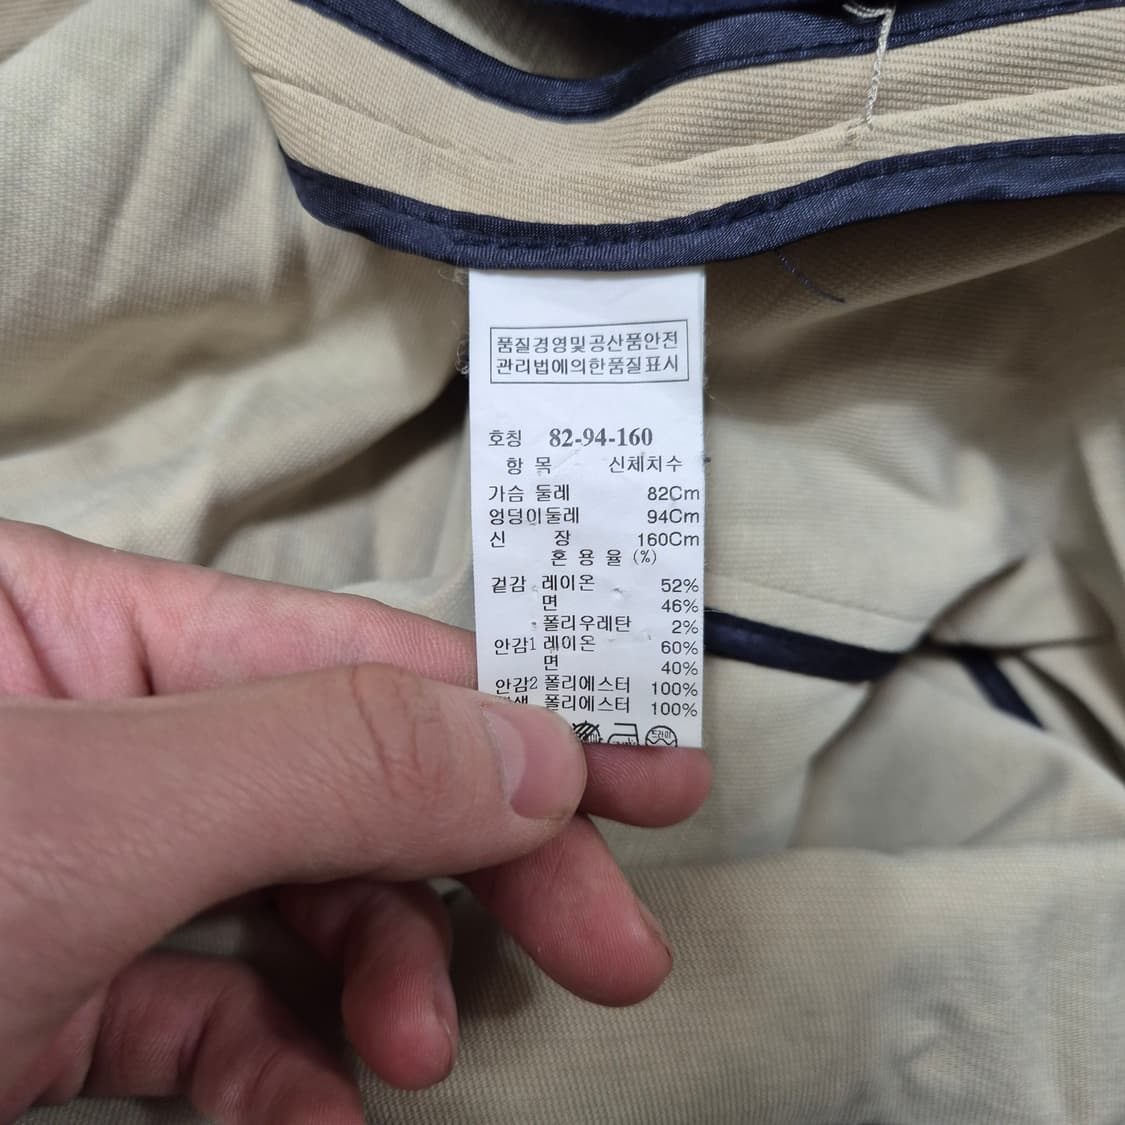 품질경영및공산품안전
관리법에의한품질표시
호칭 82-94-160
항 목 신체치수
가슴 둘레 82Cm
엉덩이둘레 94Cm
신 장 160Cm
혼 용 율 (%)
겉감 레이온 52%
면 46%
폴리우레탄 2%
안감1 레이온 60%
면 40%
안감2 폴리에스터 100%
폴리에스터 100%
드라이